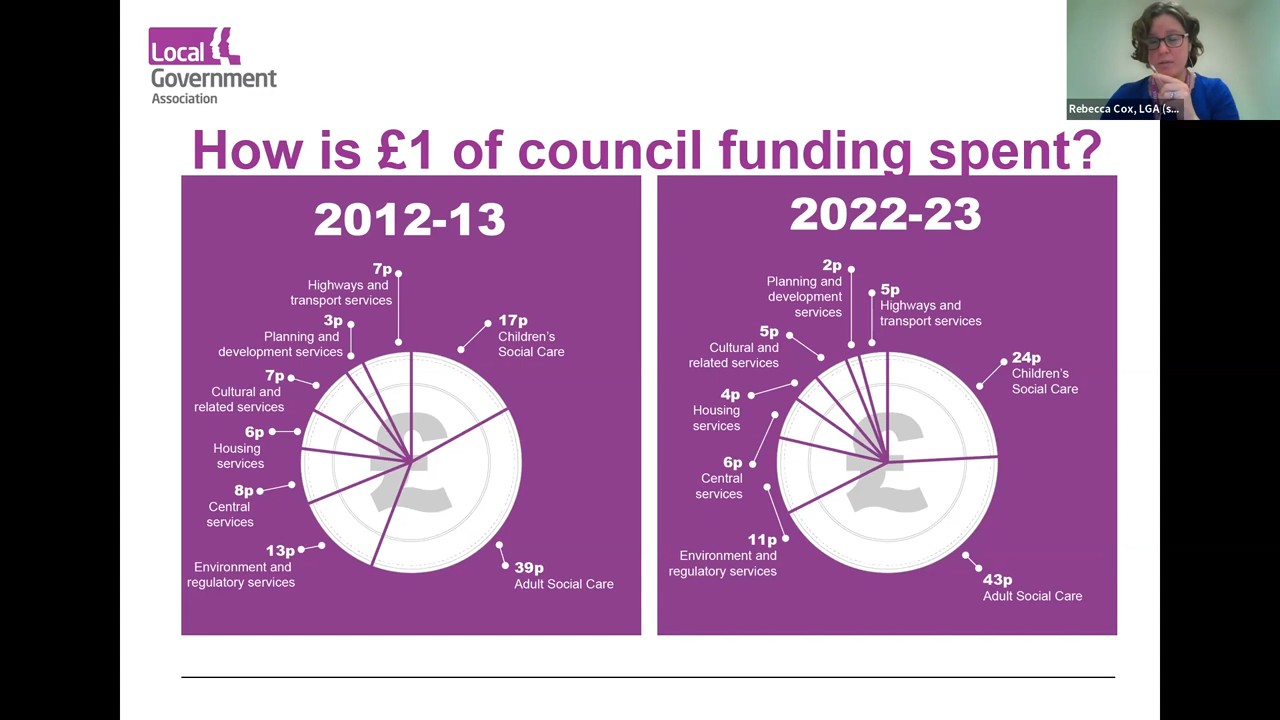 Local
Government
Association
Rebecca Cox, LGA (s...
How is £1 of council funding spent?
2012-13
7p
Highways and
transport services
3p
Planning and
development services
7p
Cultural and
related services
6p
Housing
services
8p
Central
services
13p
Environment and
regulatory services
17p
Children's
Social Care
39p
Adult Social Care
£
2022-23
2p
Planning and
development
services
5p
Highways and
transport services
5p
Cultural and
related services
4p
Housing
services
6p
Central
services
11p
Environment and
regulatory services
24p
Children's
Social Care
43p
Adult Social Care
£